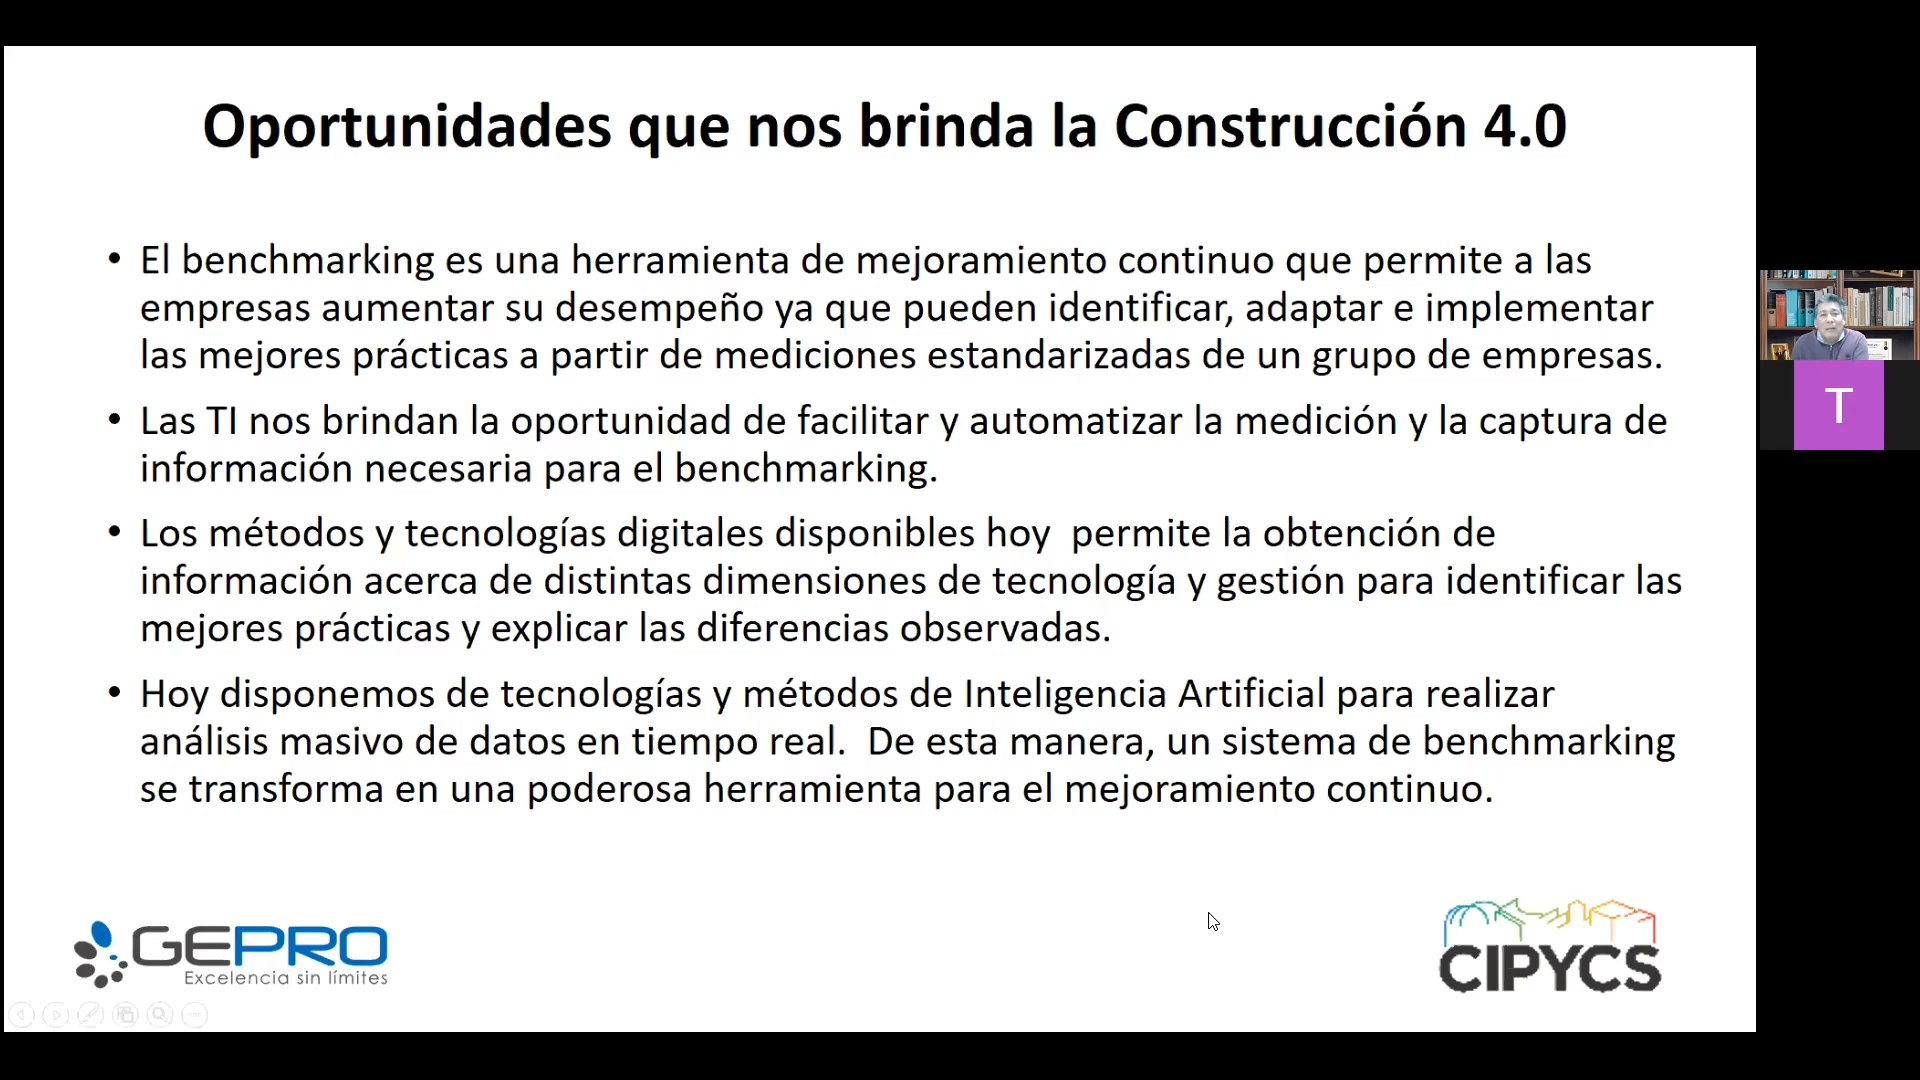 Oportunidades que nos brinda la Construcción 4.0
• El benchmarking es una herramienta de mejoramiento continuo que permite a las
empresas aumentar su desempeño ya que pueden identificar, adaptar e implementar
las mejores prácticas a partir de mediciones estandarizadas de un grupo de empresas.
• Las TI nos brindan la oportunidad de facilitar y automatizar la medición y la captura de
información necesaria para el benchmarking.
• Los métodos y tecnologías digitales disponibles hoy  permite la obtención de
información acerca de distintas dimensiones de tecnología y gestión para identificar las
mejores prácticas y explicar las diferencias observadas.
• Hoy disponemos de tecnologías y métodos de Inteligencia Artificial para realizar
análisis masivo de datos en tiempo real.  De esta manera, un sistema de benchmarking
se transforma en una poderosa herramienta para el mejoramiento continuo.
GEPRO
Excelencia sin límites
CIPYCS
T